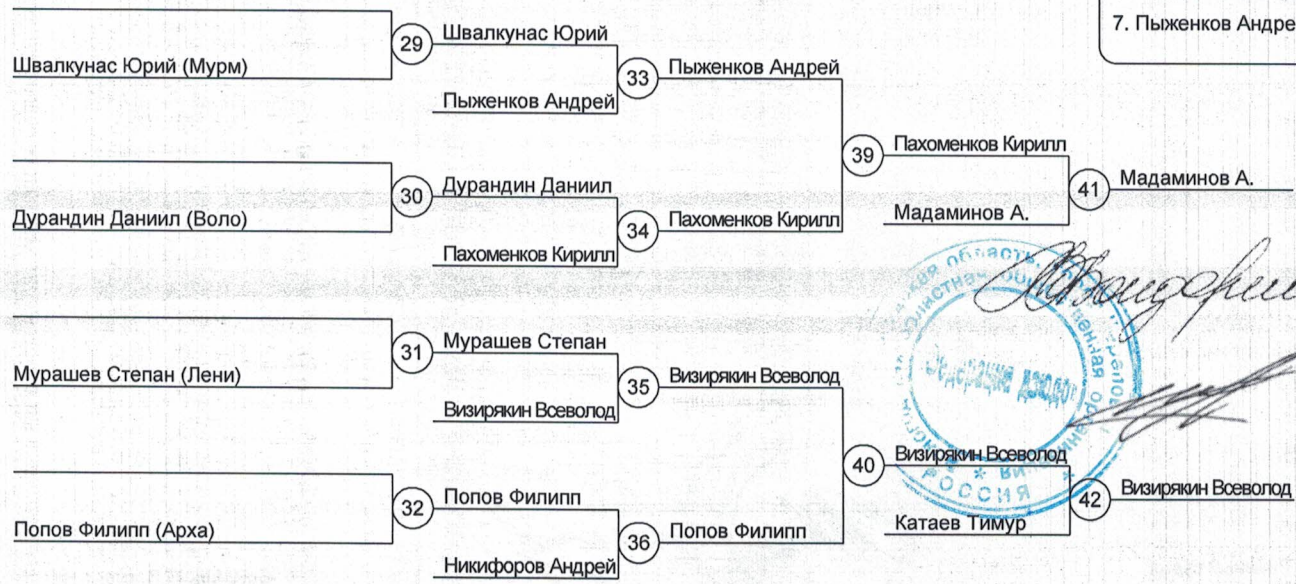 7. Пыженков Андре
29 Швалкунас Юрий
Швалкунас Юрий (Мурм)
33 Пыженков Андрей
Пыженков Андрей
39 Пахоменков Кирилл
30 Дурандин Даниил
41 Мадаминов А.
Дурандин Даниил (Воло)
34 Пахоменков Кирилл
Мадаминов А.
Пахоменков Кирилл
31 Мурашев Степан
Мурашев Степан (Лени)
35 Визирякин Всеволод
Визирякин Всеволод
40 Визирякин Всеволод
32 Попов Филипп
42 Визирякин Всеволод
Попов Филипп (Арха)
36 Попов Филипп
Катаев Тимур
Никифоров Андрей
область
РОССИЯ